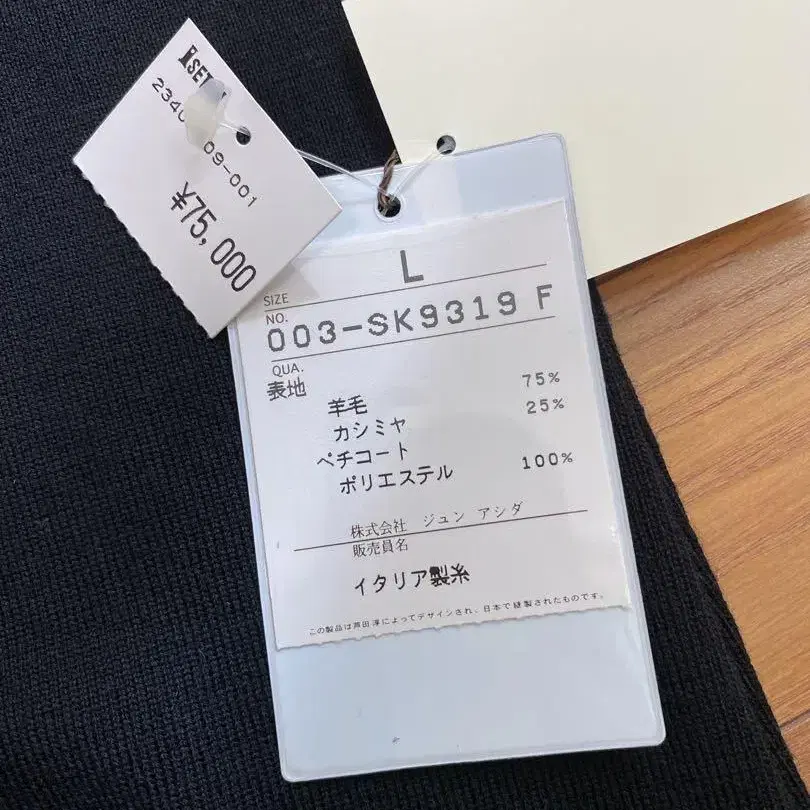 ¥75,000
SIZE L
NO.
003-SK9319 F
QUA.
表地
羊毛 75%
カシミヤ 25%
ペチコート
ポリエステル 100%
株式会社 ジュン アシダ
販売員名
イタリア製糸
この製品は芦田淳によってデザインされ、日本で縫製されたものです。